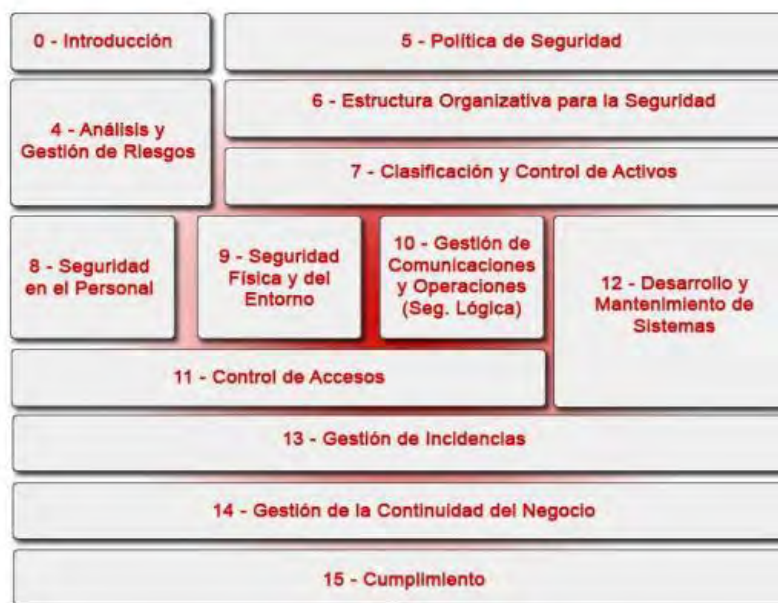 0 - Introducción
5 - Política de Seguridad
4 - Análisis y
Gestión de Riesgos
6 - Estructura Organizativa para la Seguridad
7 - Clasificación y Control de Activos
8 - Seguridad
en el Personal
9 - Seguridad
Física y del
Entorno
10 - Gestión de
Comunicaciones
y Operaciones
(Seg. Lógica)
12 - Desarrollo y
Mantenimiento de
Sistemas
11 - Control de Accesos
13 - Gestión de Incidencias
14 - Gestión de la Continuidad del Negocio
15 - Cumplimiento